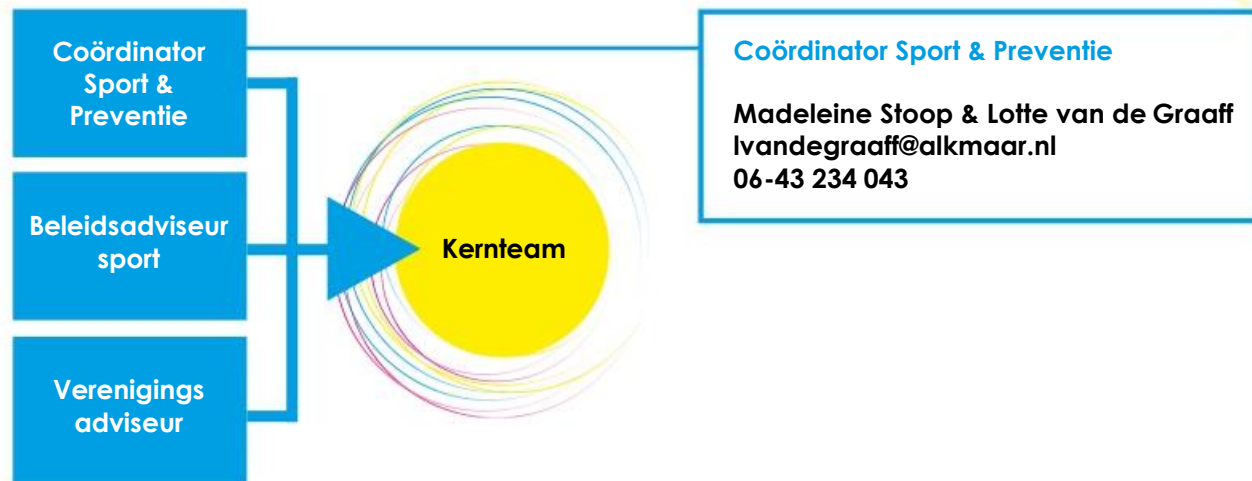 Coördinator
Sport &
Preventie
Beleidsadviseur
sport
Verenigings
adviseur
Kernteam
Coördinator Sport & Preventie
Madeleine Stoop & Lotte van de Graaff
lvandegraaff@alkmaar.nl
06-43 234 043